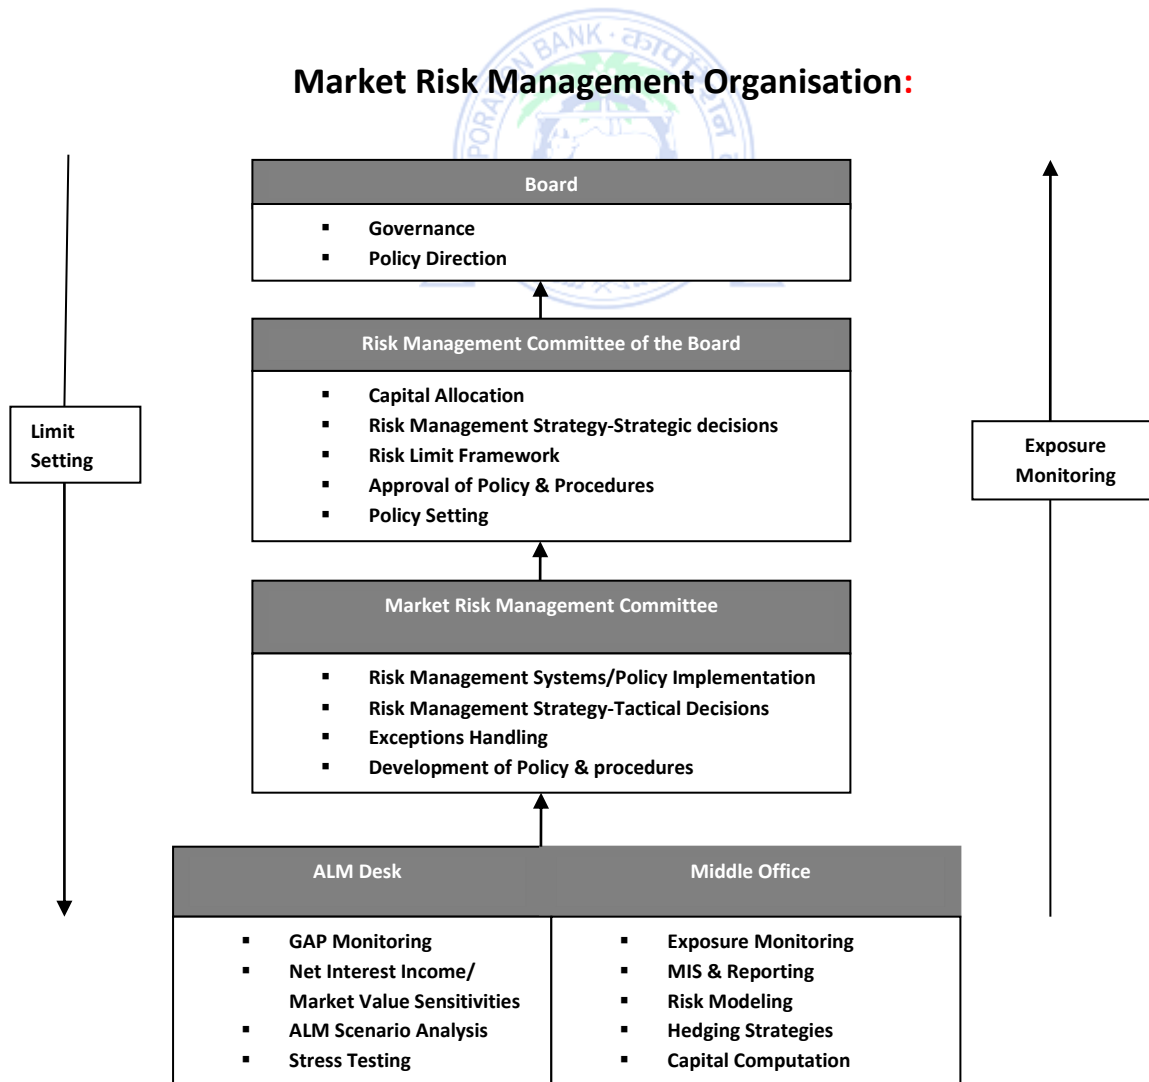 PORATION BANK · कार्पोरेशन
Market Risk Management Organisation:
Board
▪ Governance
▪ Policy Direction
Risk Management Committee of the Board
▪ Capital Allocation
▪ Risk Management Strategy-Strategic decisions
▪ Risk Limit Framework
▪ Approval of Policy & Procedures
▪ Policy Setting
Limit
Setting
Exposure
Monitoring
Market Risk Management Committee
▪ Risk Management Systems/Policy Implementation
▪ Risk Management Strategy-Tactical Decisions
▪ Exceptions Handling
▪ Development of Policy & procedures
ALM Desk
▪ GAP Monitoring
▪ Net Interest Income/
Market Value Sensitivities
▪ ALM Scenario Analysis
▪ Stress Testing
Middle Office
▪ Exposure Monitoring
▪ MIS & Reporting
▪ Risk Modeling
▪ Hedging Strategies
▪ Capital Computation